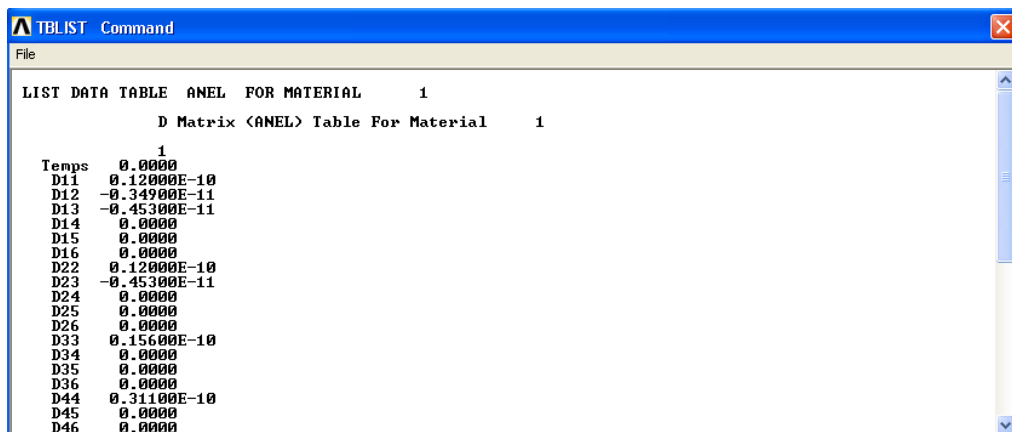 TBLIST Command
File
LIST DATA TABLE ANEL FOR MATERIAL 1
D Matrix (ANEL) Table For Material 1
1
Temps 0.0000
D11 0.12000E-10
D12 -0.34900E-11
D13 -0.45300E-11
D14 0.0000
D15 0.0000
D16 0.0000
D22 0.12000E-10
D23 -0.45300E-11
D24 0.0000
D25 0.0000
D26 0.0000
D33 0.15600E-10
D34 0.0000
D35 0.0000
D36 0.0000
D44 0.31100E-10
D45 0.0000
D46 0.0000